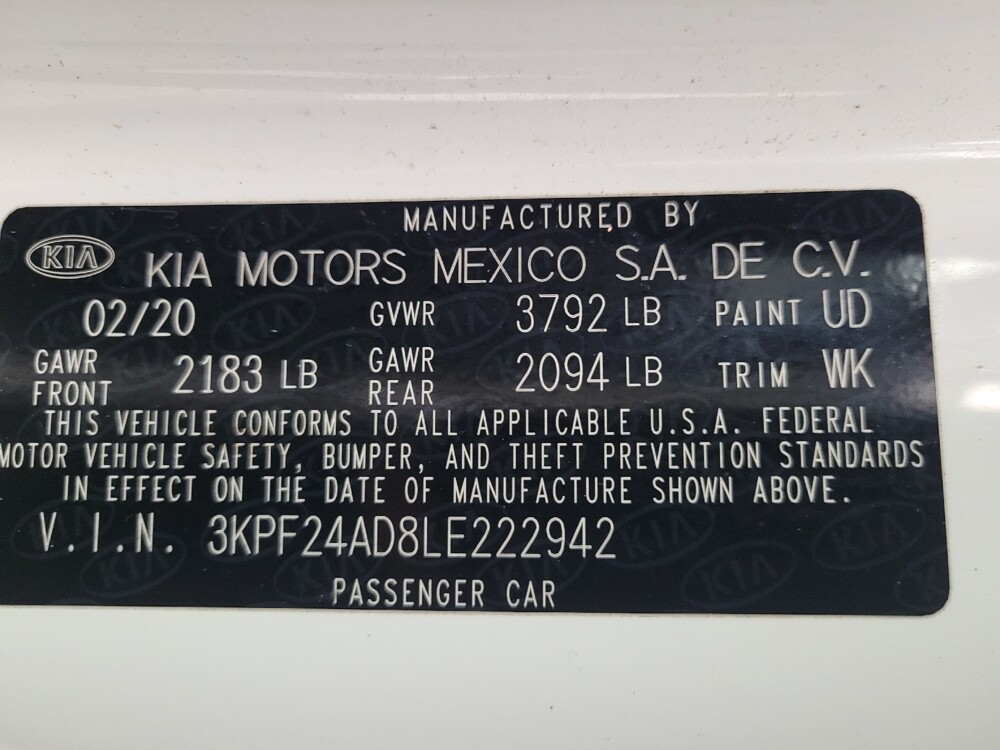 MANUFACTURED BY
KIA KIA MOTORS MEXICO S.A. DE C.V.
02/20 GVWR 3792 LB PAINT UD
GAWR FRONT 2183 LB GAWR REAR 2094 LB TRIM WK
THIS VEHICLE CONFORMS TO ALL APPLICABLE U.S.A. FEDERAL
MOTOR VEHICLE SAFETY, BUMPER, AND THEFT PREVENTION STANDARDS
IN EFFECT ON THE DATE OF MANUFACTURE SHOWN ABOVE.
V.I.N. 3KPF24AD8LE222942
PASSENGER CAR